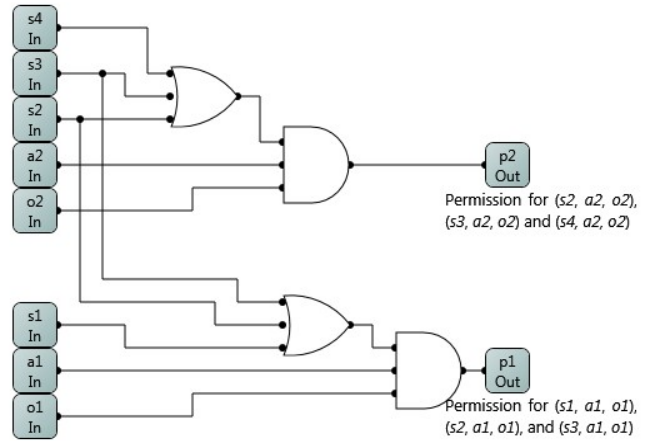 s4
In
s3
In
s2
In
a2
In
o2
In
p2
Out
Permission for (s2, a2, o2),
(s3, a2, o2) and (s4, a2, o2)
s1
In
a1
In
o1
In
p1
Out
Permission for (s1, a1, o1),
(s2, a1, o1), and (s3, a1, o1)